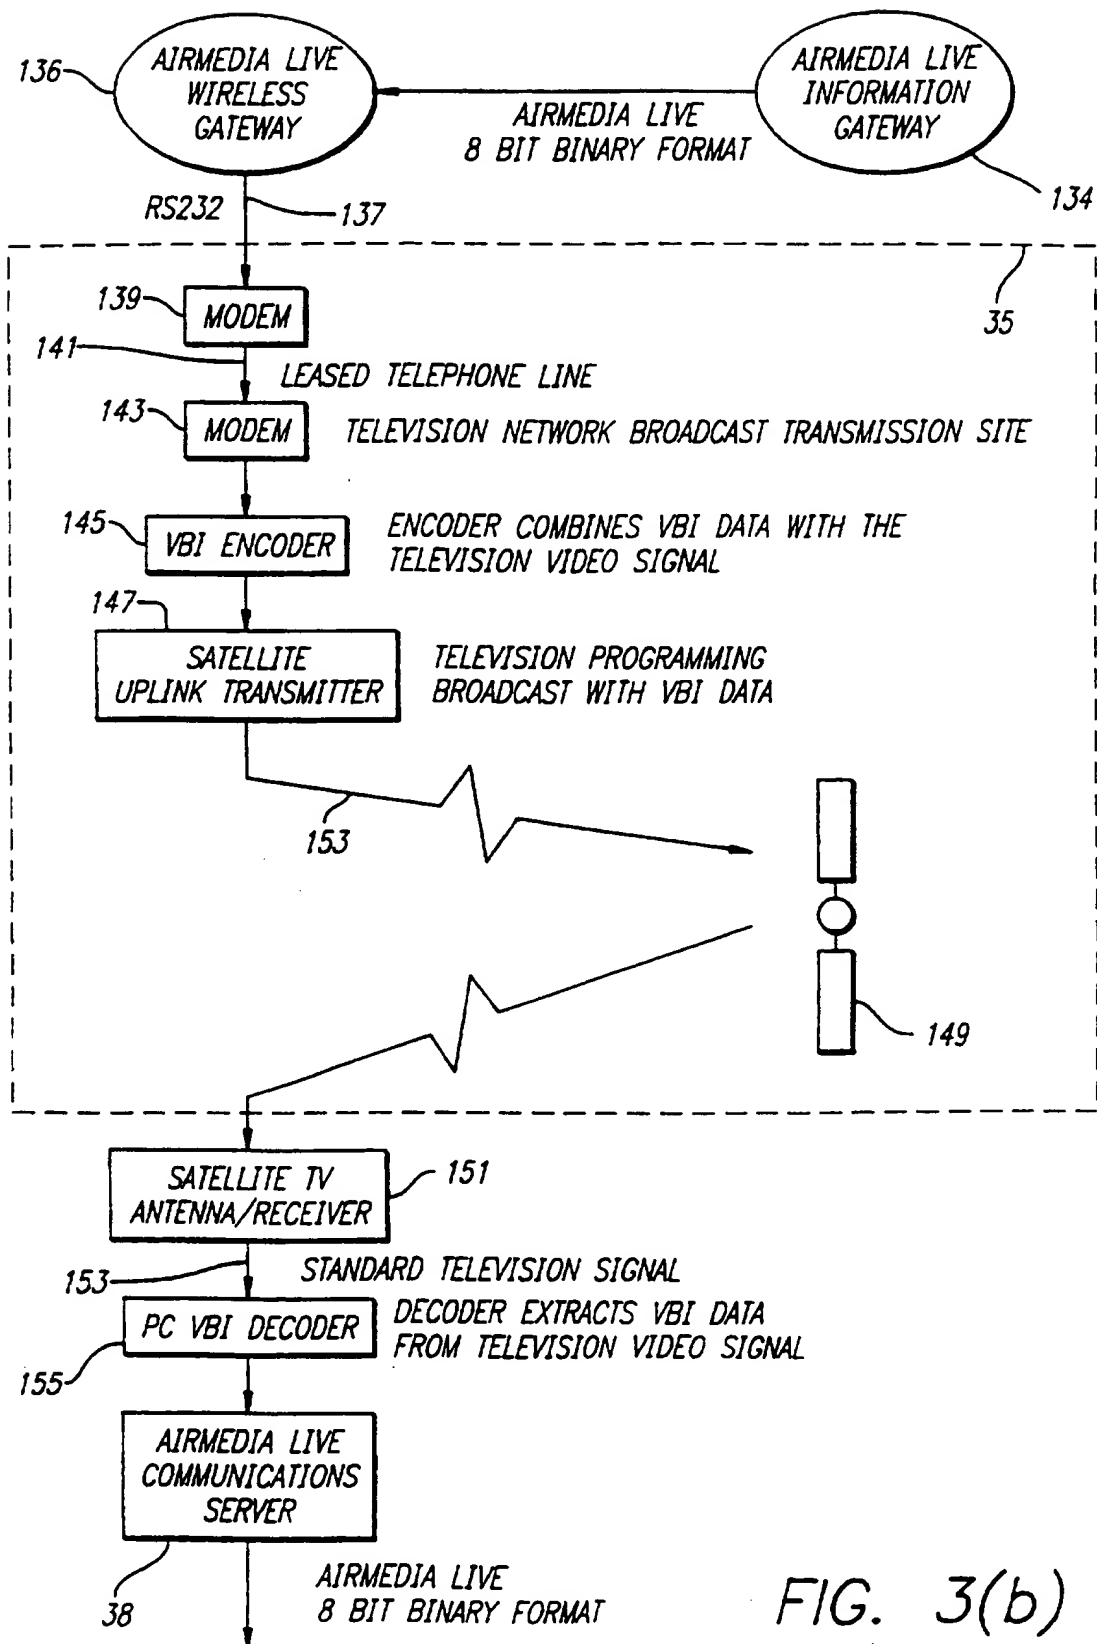 AIRMEDIA LIVE
WIRELESS
GATEWAY
136
AIRMEDIA LIVE
INFORMATION
GATEWAY
134
AIRMEDIA LIVE
8 BIT BINARY FORMAT
RS232
137
35
139
MODEM
141
LEASED TELEPHONE LINE
143
MODEM
TELEVISION NETWORK BROADCAST TRANSMISSION SITE
145
VBI ENCODER
ENCODER COMBINES VBI DATA WITH THE
TELEVISION VIDEO SIGNAL
147
SATELLITE
UPLINK TRANSMITTER
TELEVISION PROGRAMMING
BROADCAST WITH VBI DATA
153
149
SATELLITE TV
ANTENNA/RECEIVER
151
153
STANDARD TELEVISION SIGNAL
PC VBI DECODER
DECODER EXTRACTS VBI DATA
FROM TELEVISION VIDEO SIGNAL
155
AIRMEDIA LIVE
COMMUNICATIONS
SERVER
38
AIRMEDIA LIVE
8 BIT BINARY FORMAT
FIG. 3(b)